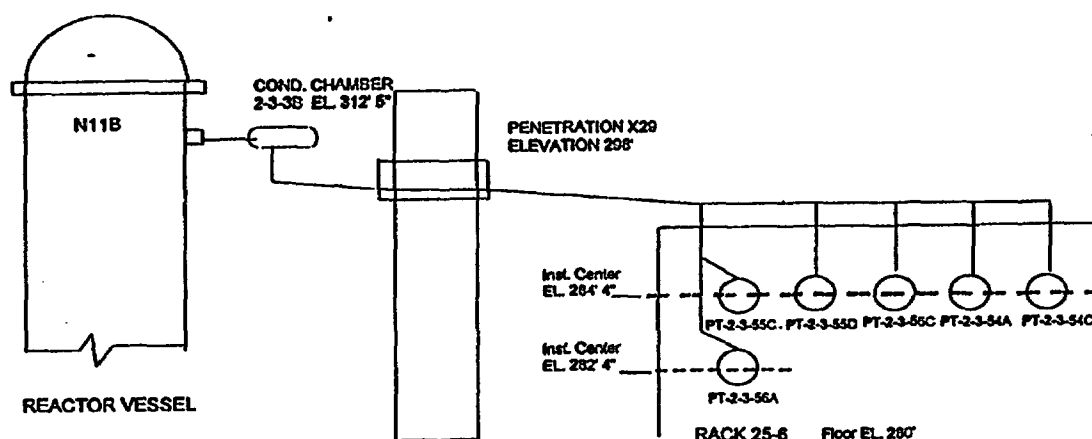 COND. CHAMBER
2-3-3B EL. 312' 5"
N11B
PENETRATION X29
ELEVATION 298'
Inst. Center
EL. 284' 4"
PT-2-3-55C PT-2-3-55D PT-2-3-56C PT-2-3-54A PT-2-3-54C
Inst. Center
EL. 282' 4"
PT-2-3-56A
REACTOR VESSEL
RACK 25-6 Floor EL. 280'